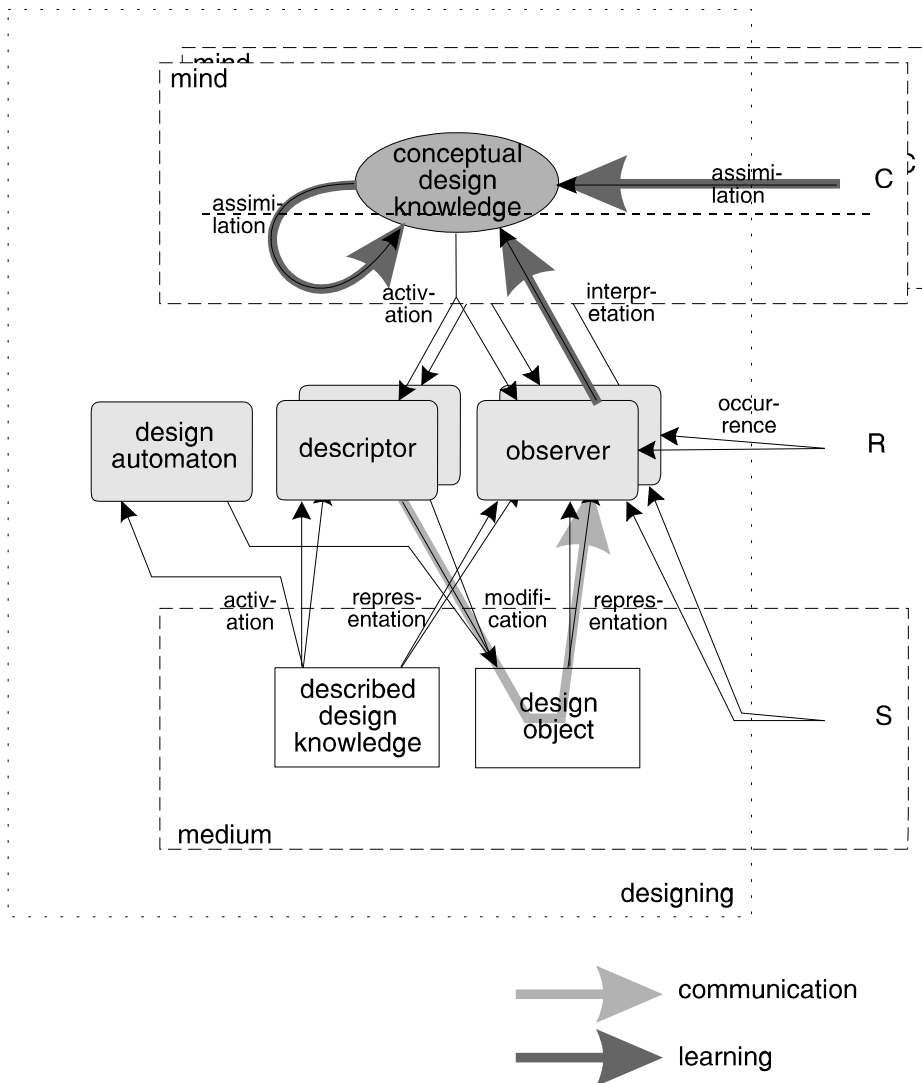 mind
mind
conceptual
design
knowledge
assimi-
lation
C
C
assimi-
lation
activ-
ation
interpr-
etation
occur-
rence
design
automaton
descriptor
observer
R
activ-
ation
repres-
entation
modifi-
cation
repres-
entation
described
design
knowledge
design
object
S
medium
designing
communication
learning